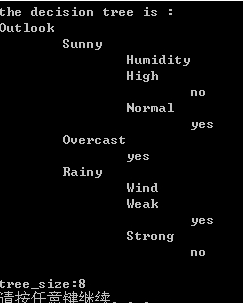 the decision tree is :
Outlook
Sunny
Humidity
High
no
Normal
yes
Overcast
yes
Rainy
Wind
Weak
yes
Strong
no
tree_size:8
请按任意键继续. . .